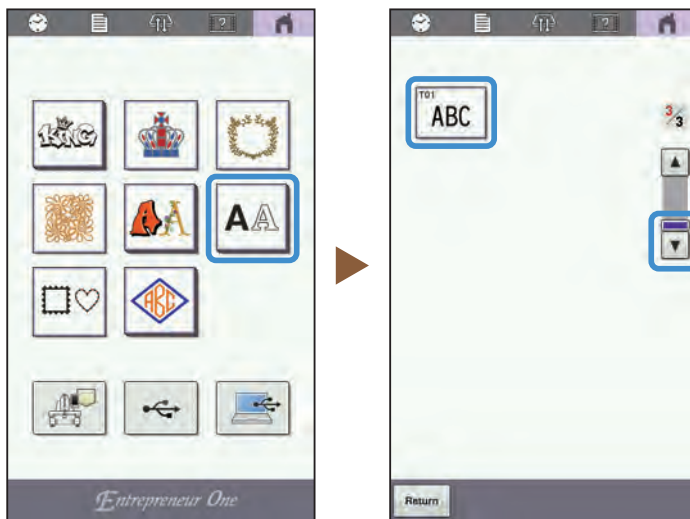 ?
KING
A A
A A
ABC
Entrepreneur One
?
T01
ABC
3/3
Return